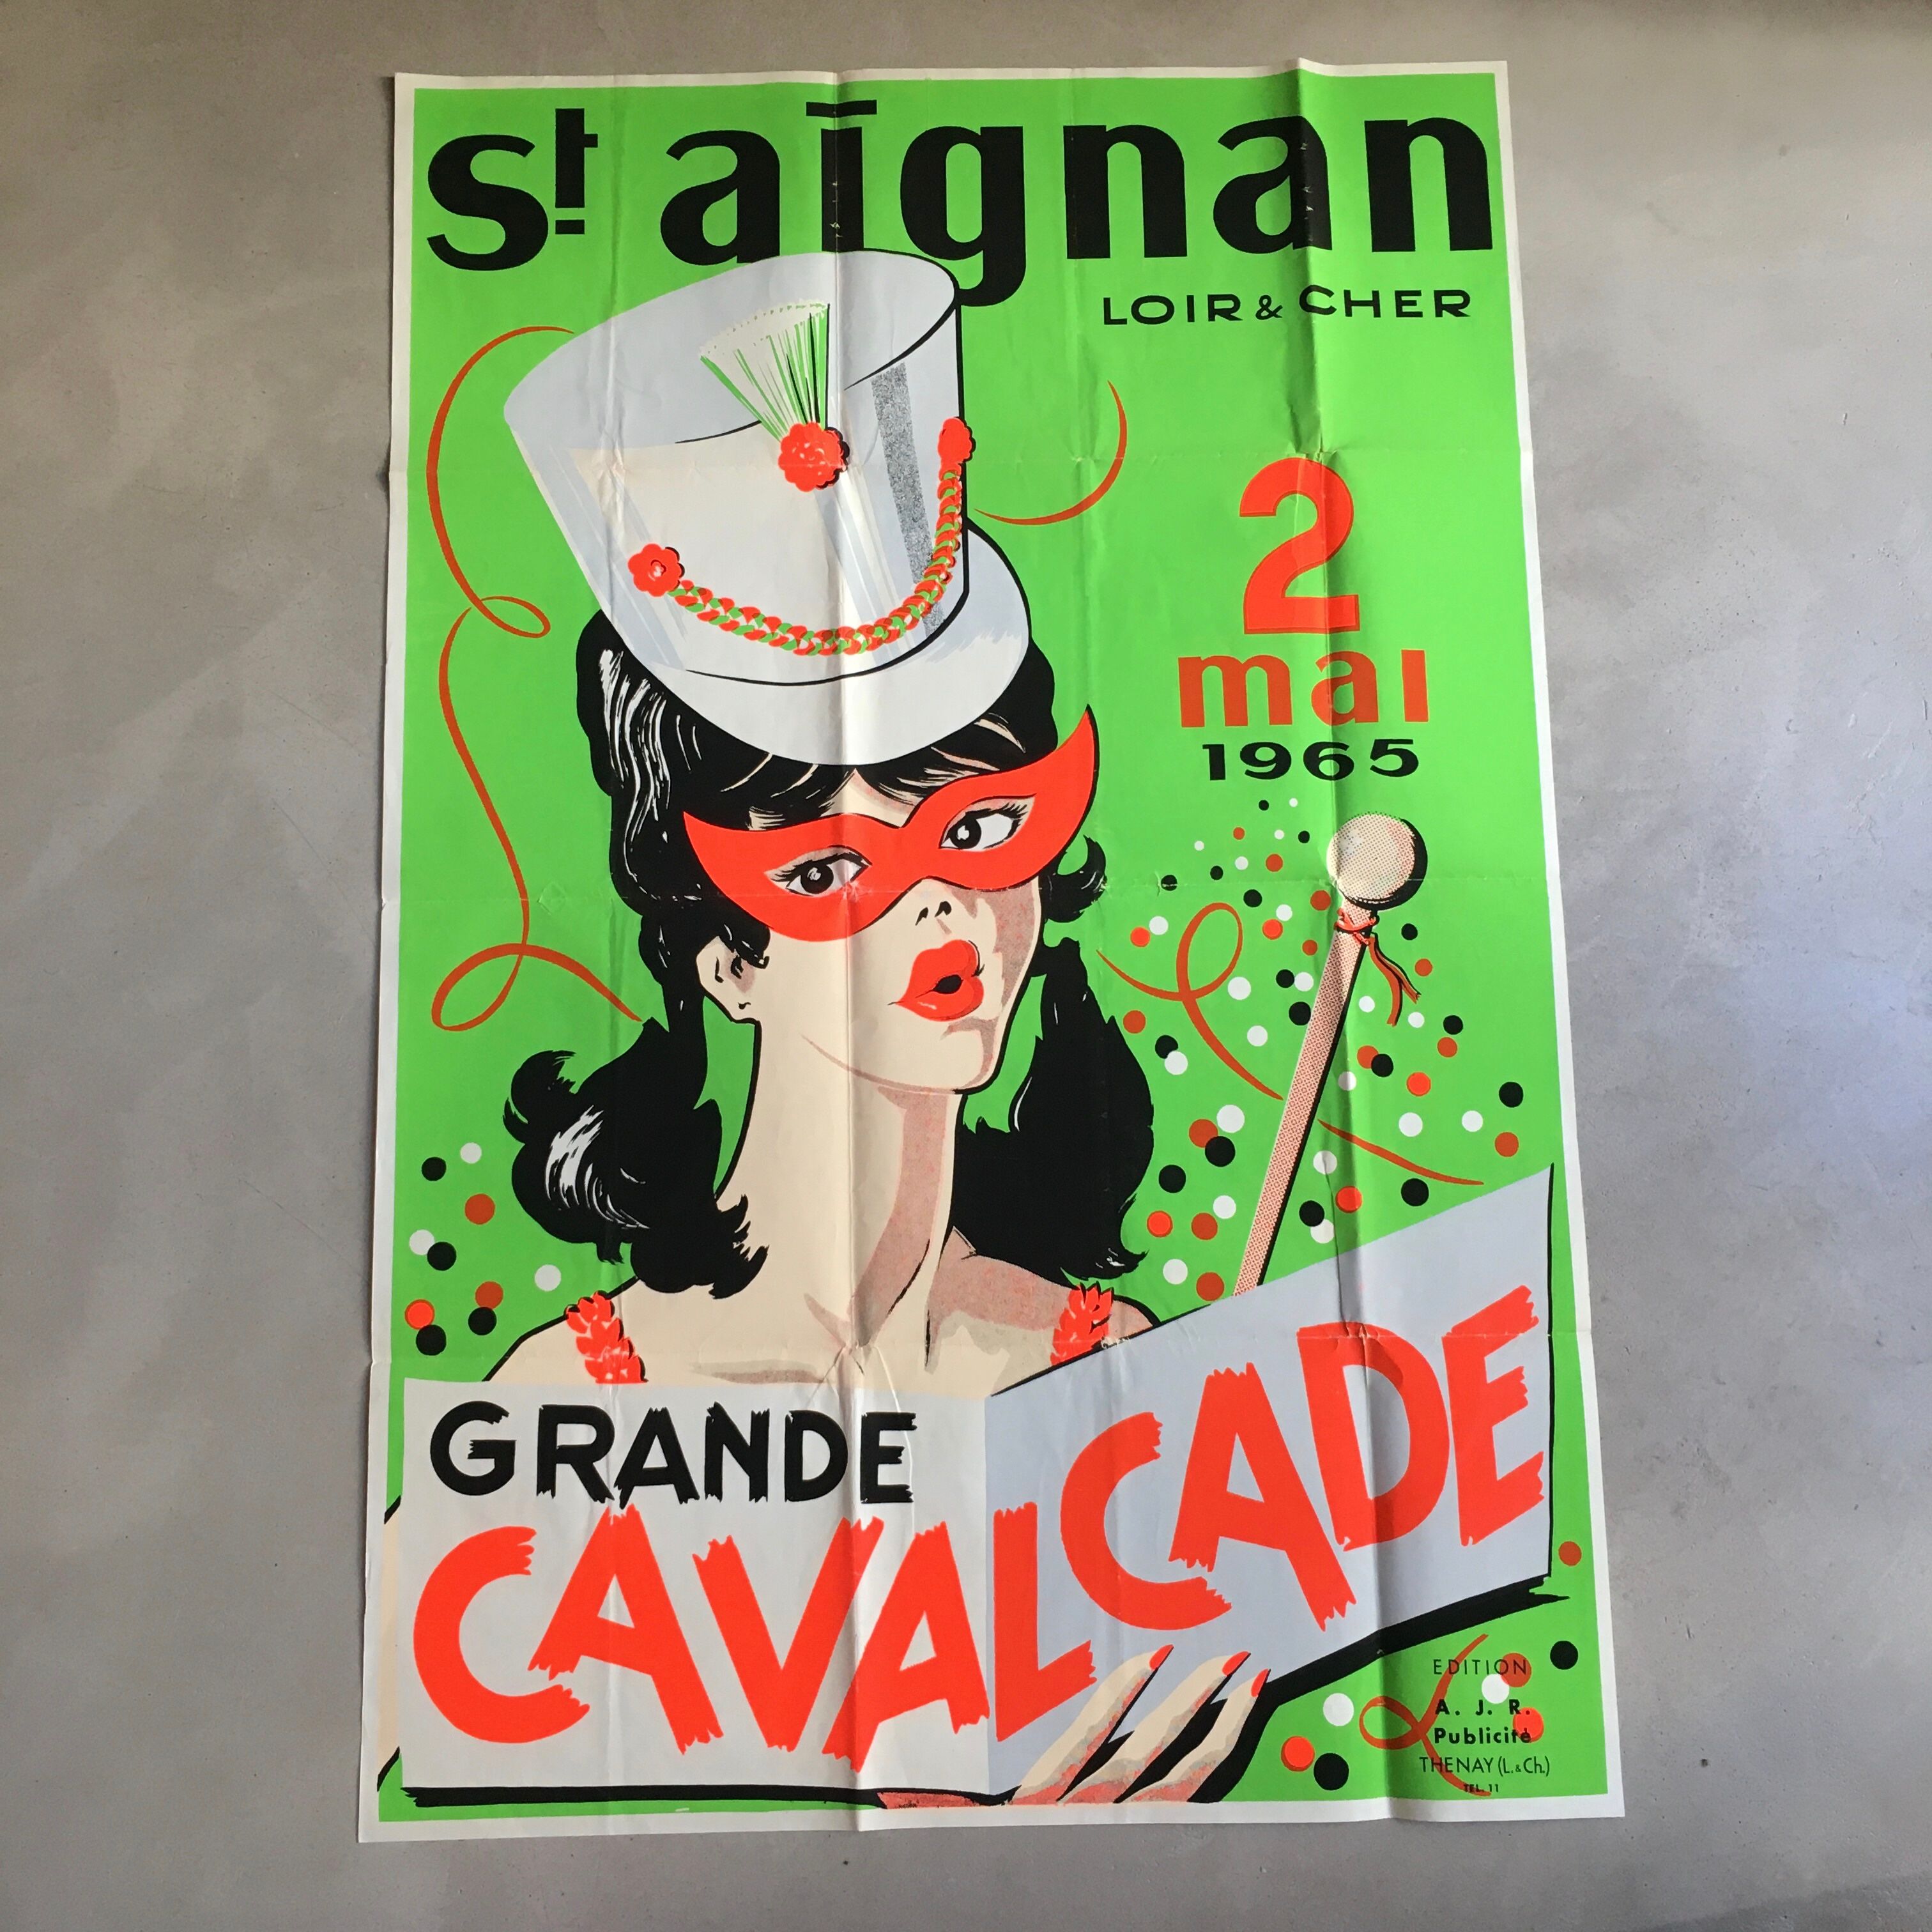 St aignan
LOIR & CHER
2
mai
1965
GRANDE
CAVALCADE
EDITION
A. J. R.
Publicité
THENAY (L. & Ch.)
TEL. 11